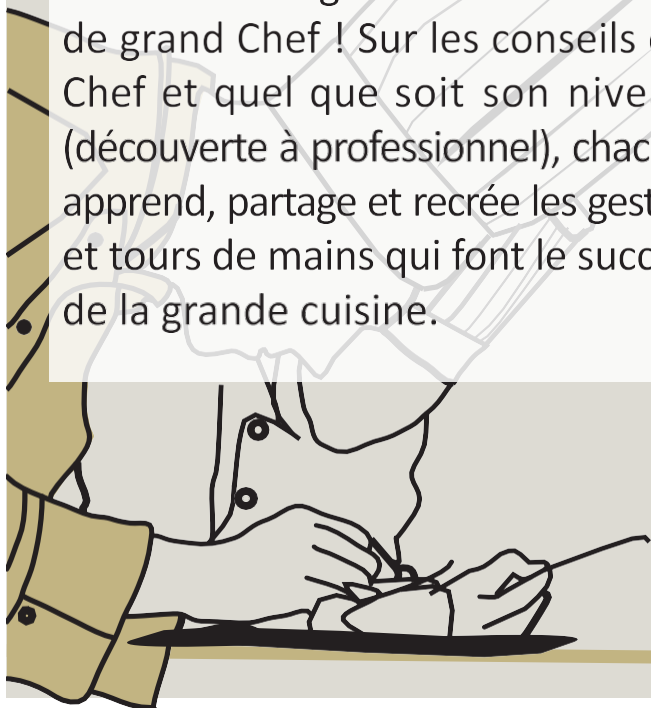 de grand Chef ! Sur les conseils
Chef et quel que soit son nive
(découverte à professionnel), chac
apprend, partage et recrée les gest
et tours de mains qui font le succ
de la grande cuisine.